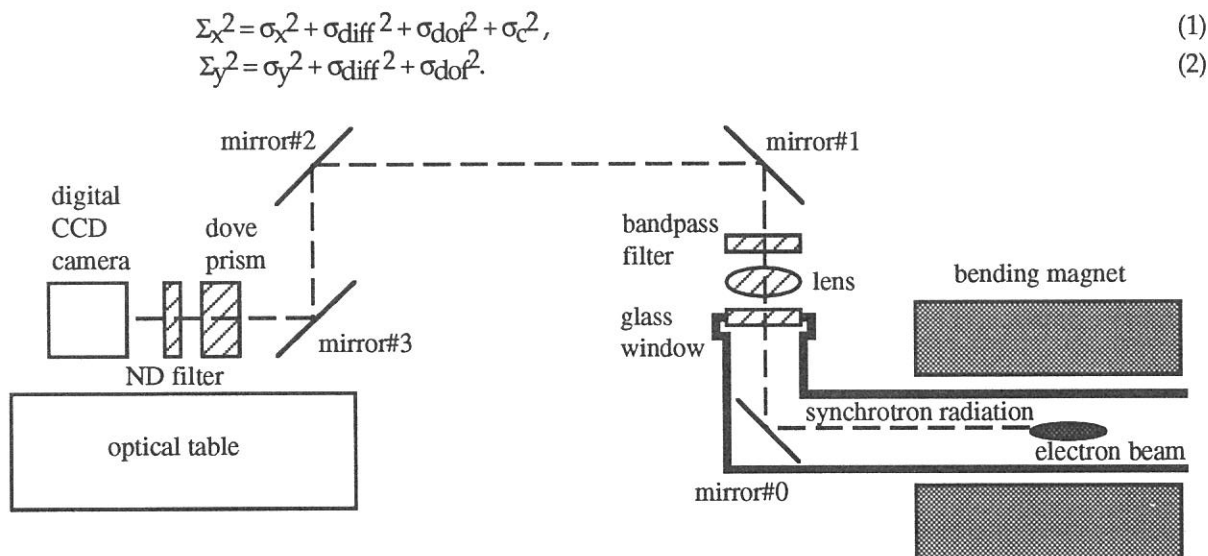 Σx² = σx² + σdiff² + σdof² + σc² , (1)
Σy² = σy² + σdiff² + σdof². (2)
mirror#2
mirror#1
digital
CCD
camera
dove
prism
bandpass
filter
lens
bending magnet
glass
window
mirror#3
ND filter
synchrotron radiation
optical table
electron beam
mirror#0